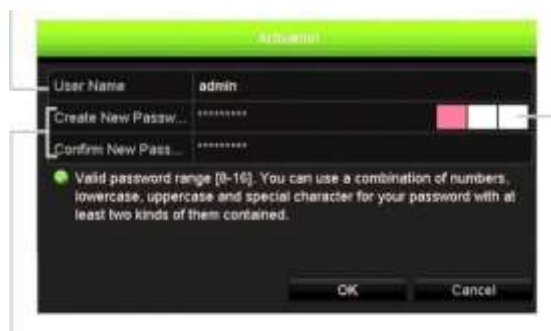 Activation
User Name admin
Create New Passw... *********
Confirm New Pass... *********
Valid password range [8-16]. You can use a combination of numbers,
lowercase, uppercase and special character for your password with at
least two kinds of them contained.
OK Cancel